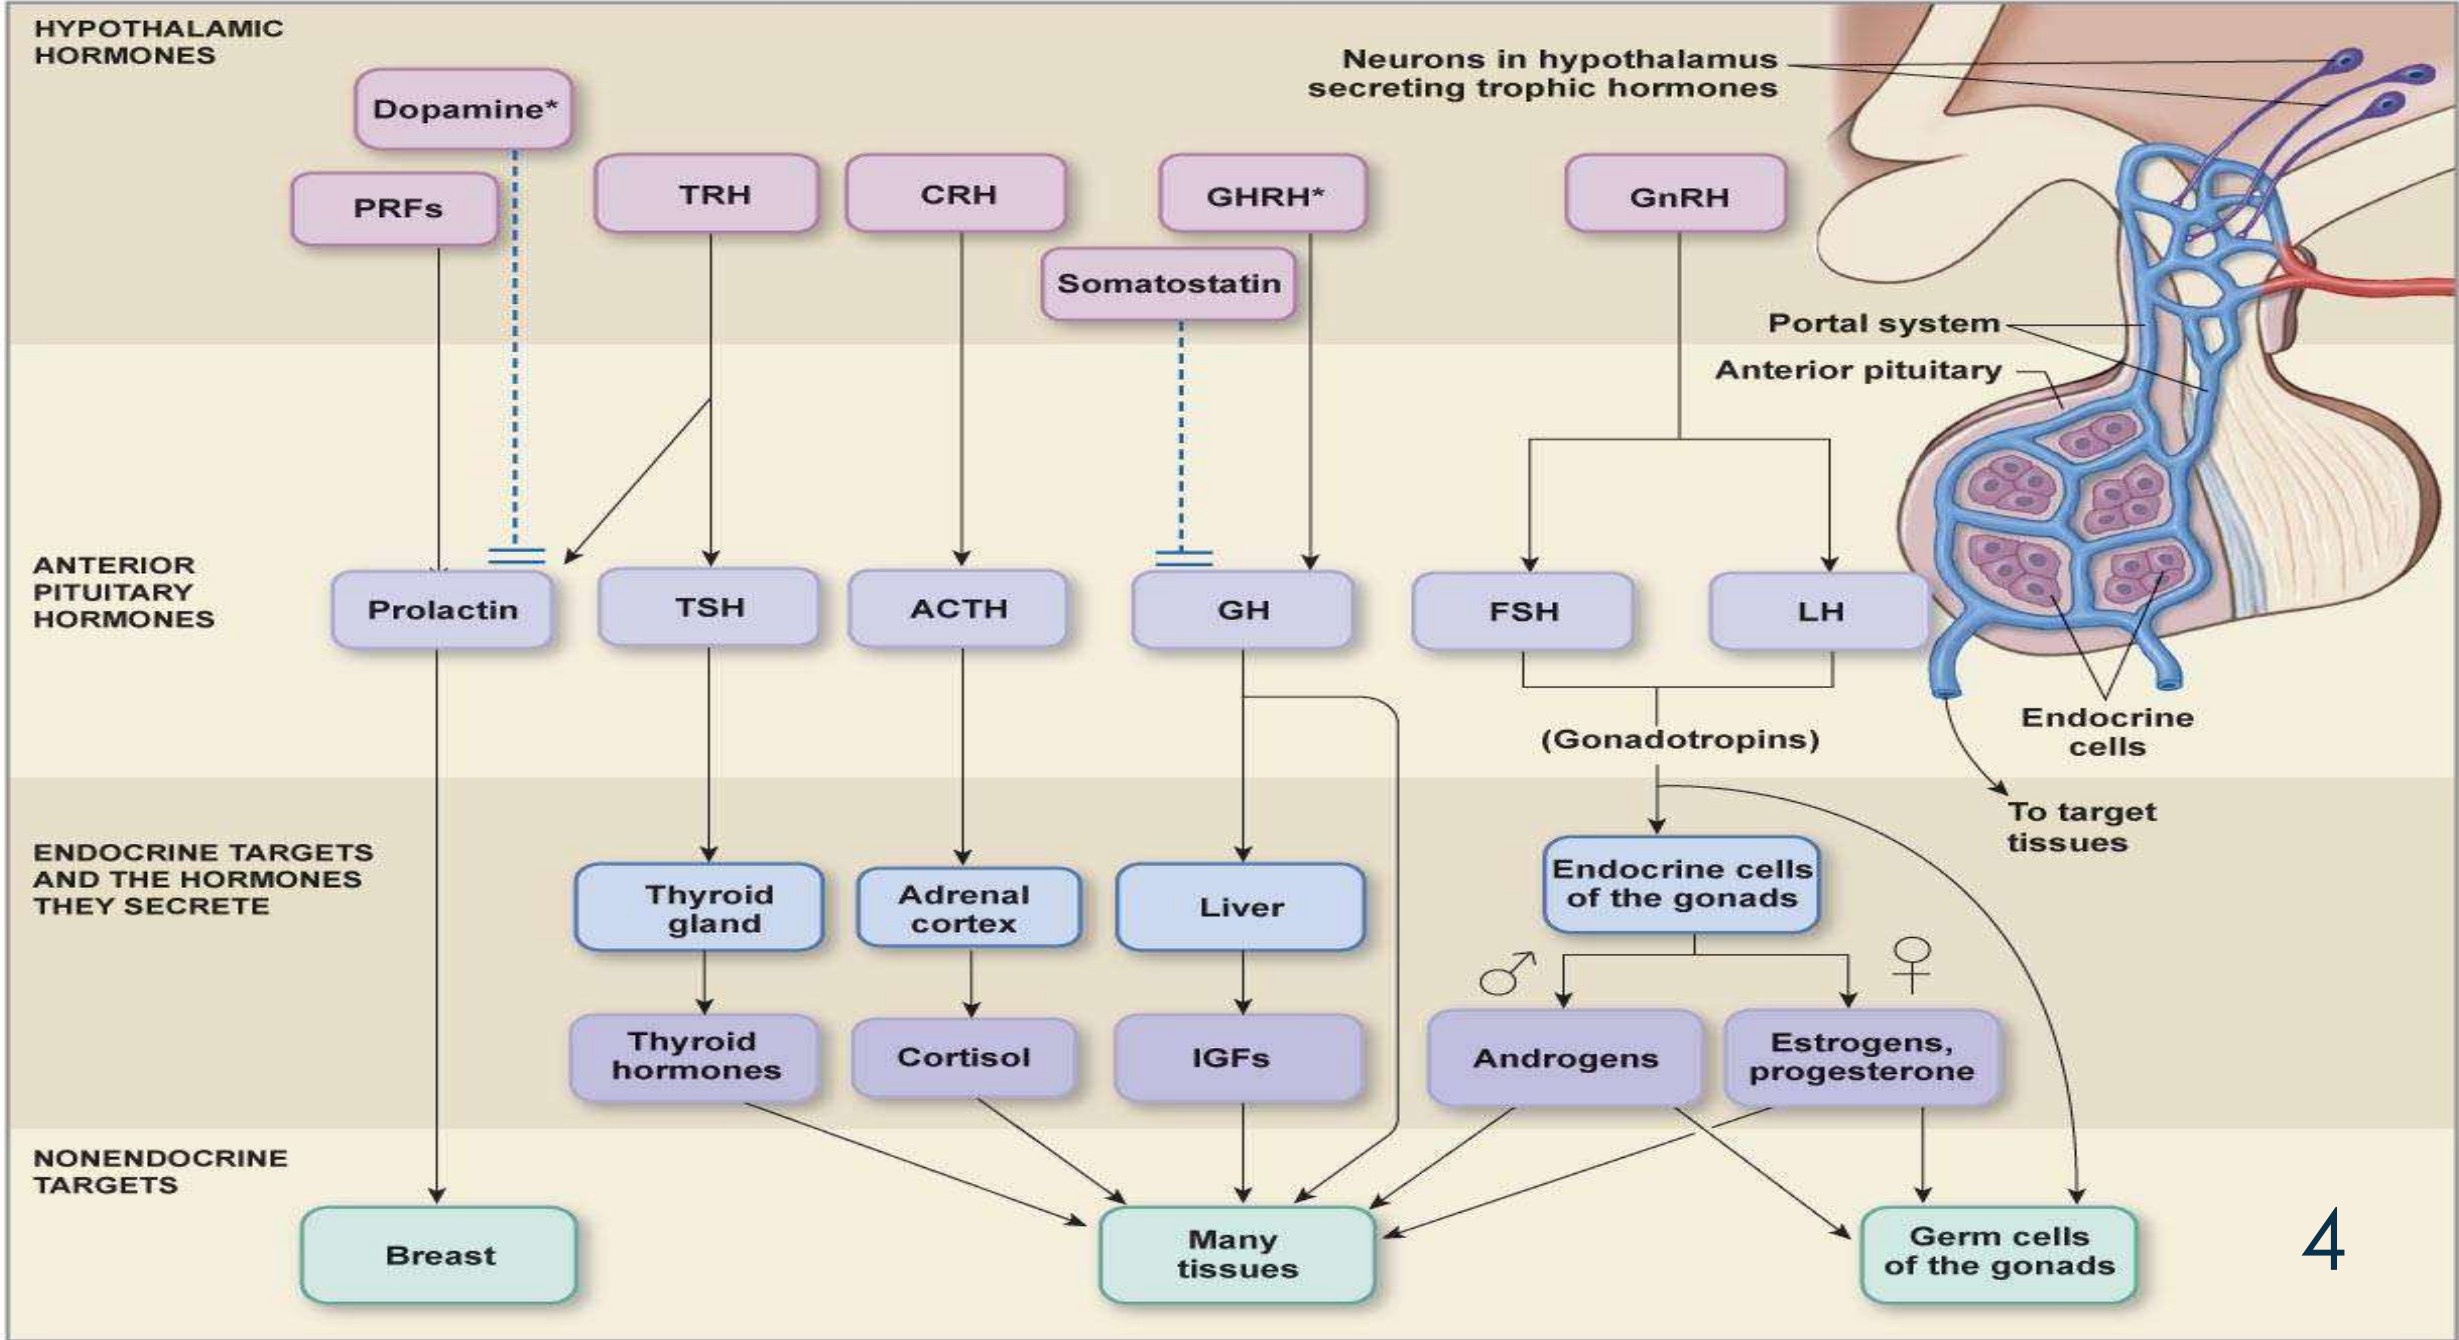 HYPOTHALAMIC
HORMONES
Dopamine*
PRFs
TRH
CRH
GHRH*
Somatostatin
GnRH
Neurons in hypothalamus
secreting trophic hormones
Portal system
Anterior pituitary
ANTERIOR
PITUITARY
HORMONES
Prolactin
TSH
ACTH
GH
FSH
LH
(Gonadotropins)
Endocrine
cells
To target
tissues
ENDOCRINE TARGETS
AND THE HORMONES
THEY SECRETE
Thyroid
gland
Adrenal
cortex
Liver
Endocrine cells
of the gonads
♂
♀
Thyroid
hormones
Cortisol
IGFs
Androgens
Estrogens,
progesterone
NONENDOCRINE
TARGETS
Breast
Many
tissues
Germ cells
of the gonads
4